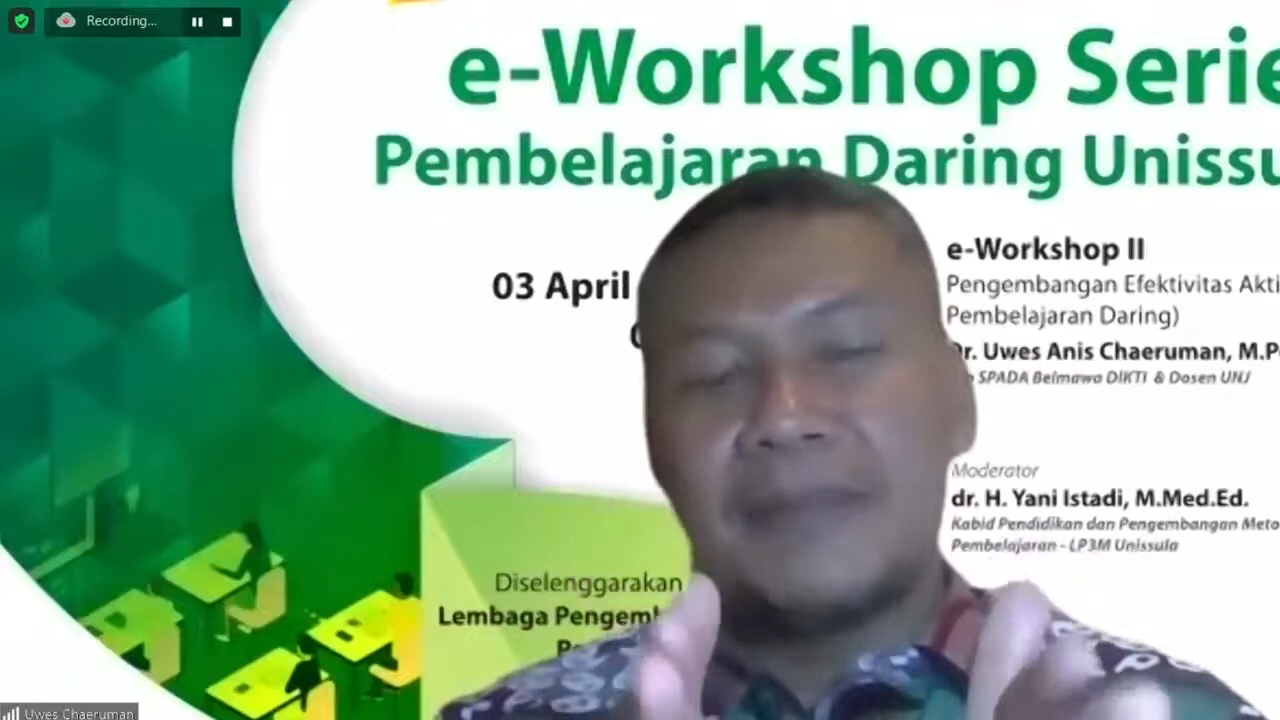 Recording...
e-Workshop Serie
Pembelajaran Daring Unissu
03 April
e-Workshop II
Pengembangan Efektivitas Akti
Pembelajaran Daring)
Dr. Uwes Anis Chaeruman, M.P
SPADA Belmawa DIKTI & Dosen UNJ
Moderator
dr. H. Yani Istadi, M.Med.Ed.
Kabid Pendidikan dan Pengembangan Meto
Pembelajaran - LP3M Unissula
Diselenggarakan
Lembaga Pengemb
Uwes Chaeruman